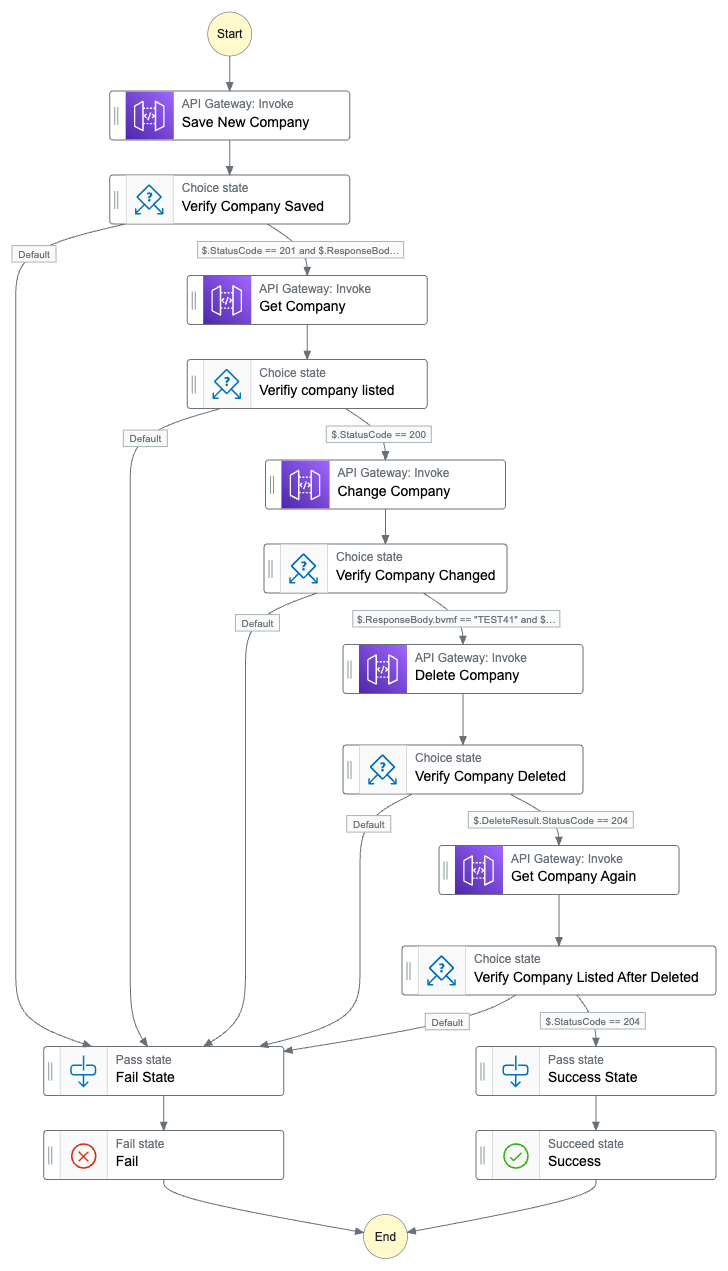 Start
API Gateway: Invoke
Save New Company
Choice state
Verify Company Saved
Default
$.StatusCode == 201 and $.ResponseBod...
API Gateway: Invoke
Get Company
Choice state
Verifiy company listed
Default
$.StatusCode == 200
API Gateway: Invoke
Change Company
Choice state
Verify Company Changed
Default
$.ResponseBody.bvmf == "TEST41" and $...
API Gateway: Invoke
Delete Company
Choice state
Verify Company Deleted
Default
$.DeleteResult.StatusCode == 204
API Gateway: Invoke
Get Company Again
Choice state
Verify Company Listed After Deleted
Default
$.StatusCode == 204
Pass state
Fail State
Pass state
Success State
Fail state
Fail
Succeed state
Success
End